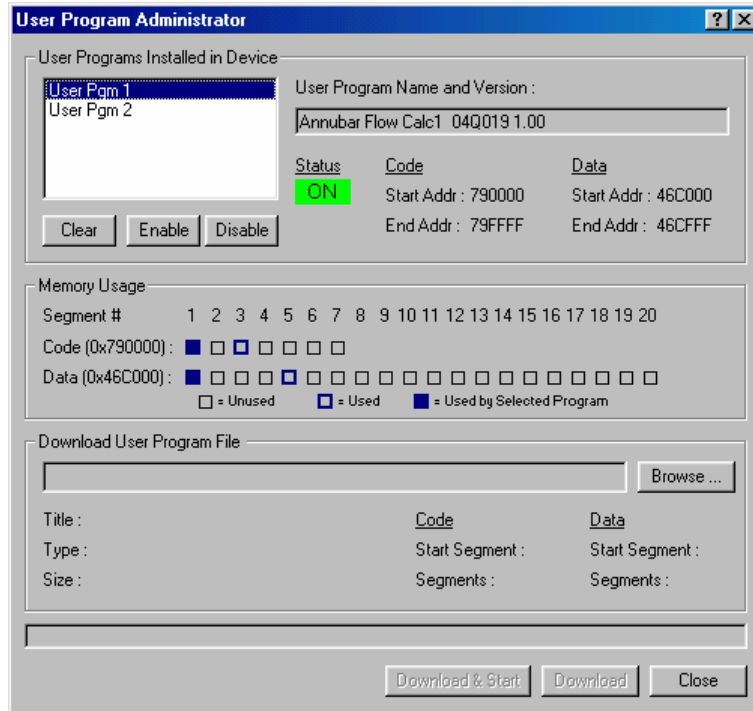 User Program Administrator
User Programs Installed in Device
User Pgm 1
User Pgm 2
User Program Name and Version :
Annubar Flow Calc1 04Q019 1.00
Status Code Data
ON Start Addr : 790000 Start Addr : 46C000
End Addr : 79FFFF End Addr : 46CFFF
Clear Enable Disable
Memory Usage
Segment # 1 2 3 4 5 6 7 8 9 10 11 12 13 14 15 16 17 18 19 20
Code (0x790000) :
Data (0x46C000) :
= Unused = Used = Used by Selected Program
Download User Program File
Browse ...
Title : Code Data
Type : Start Segment : Start Segment :
Size : Segments : Segments :
Download & Start Download Close